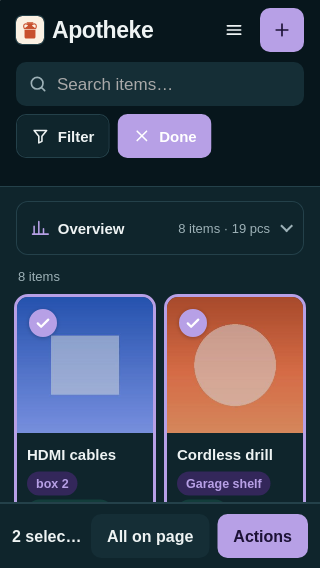 Apotheke
Search items…
Filter
Done
Overview
8 items · 19 pcs
8 items
HDMI cables
Cordless drill
box 2
Garage shelf
2 selec…
All on page
Actions